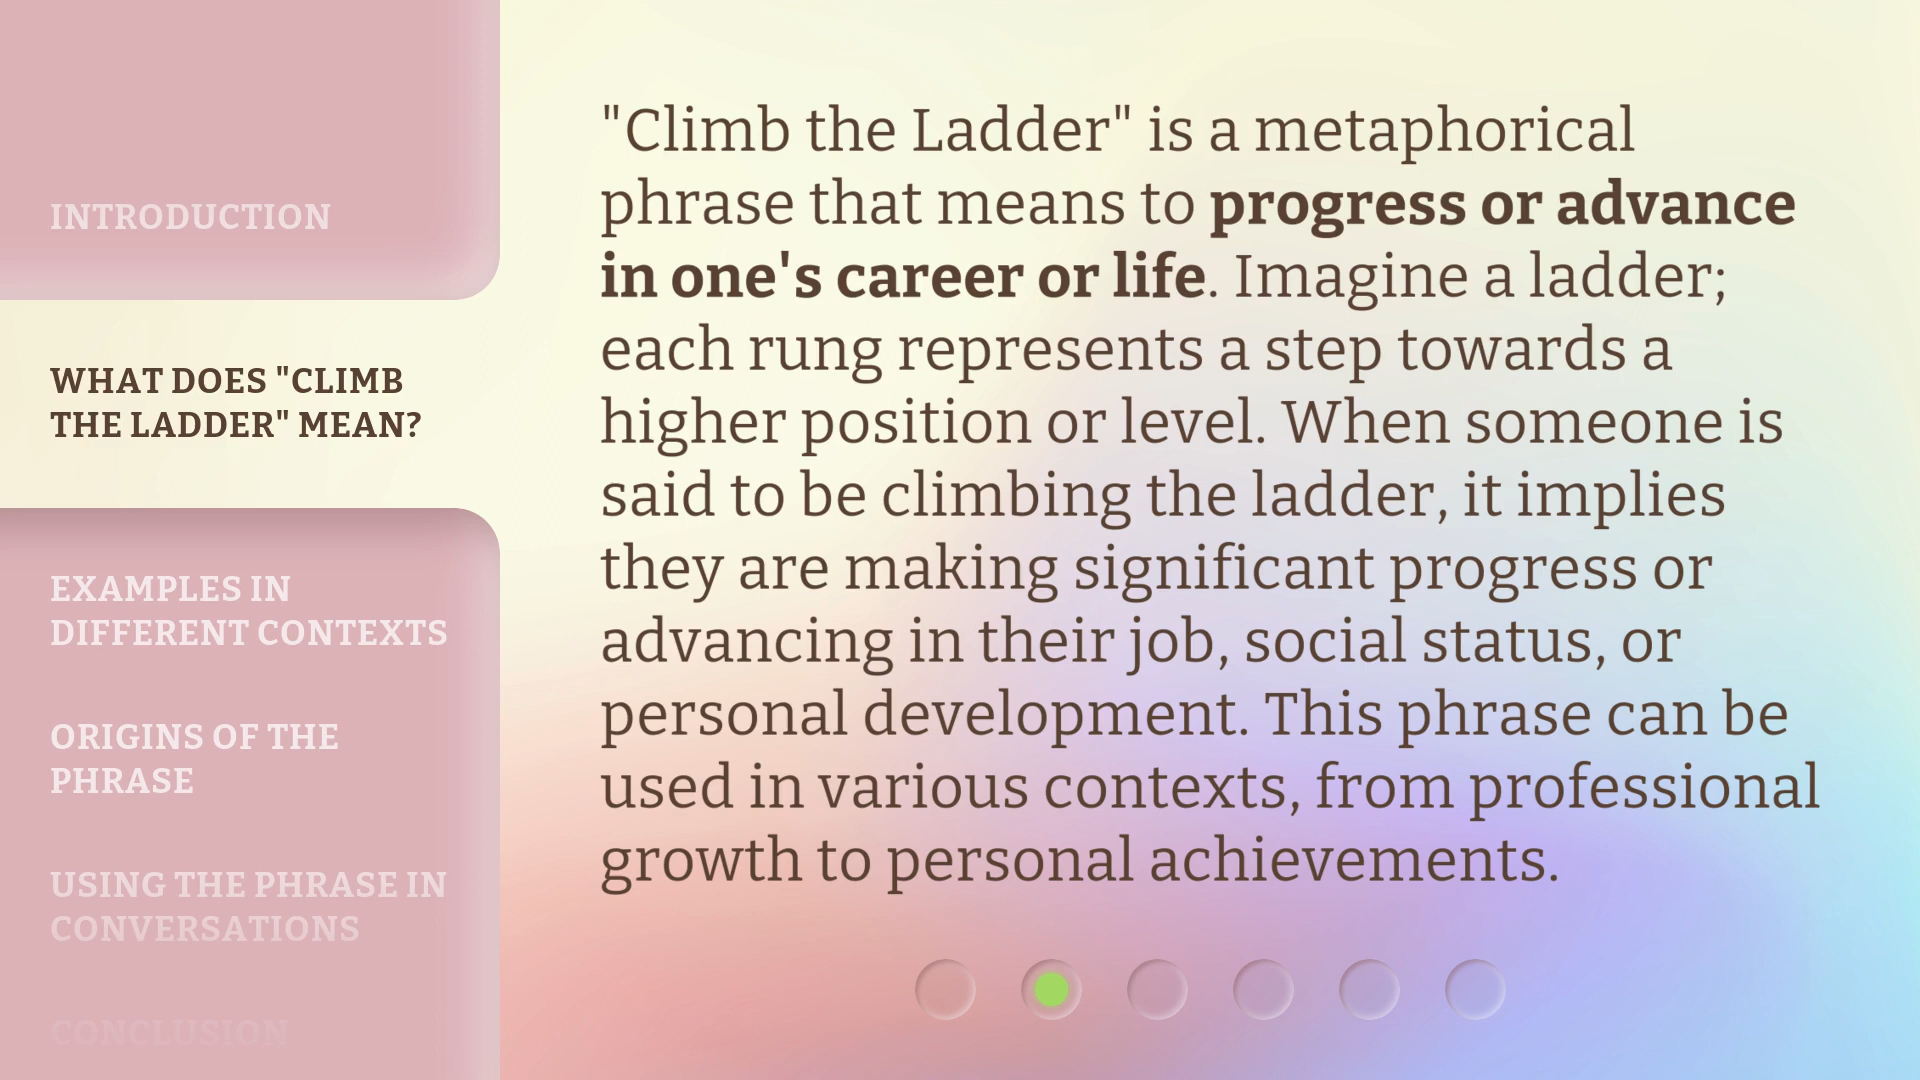 INTRODUCTION
WHAT DOES "CLIMB
THE LADDER" MEAN?
EXAMPLES IN
DIFFERENT CONTEXTS
ORIGINS OF THE
PHRASE
USING THE PHRASE IN
CONVERSATIONS
CONCLUSION
"Climb the Ladder" is a metaphorical
phrase that means to progress or advance
in one's career or life. Imagine a ladder;
each rung represents a step towards a
higher position or level. When someone is
said to be climbing the ladder, it implies
they are making significant progress or
advancing in their job, social status, or
personal development. This phrase can be
used in various contexts, from professional
growth to personal achievements.